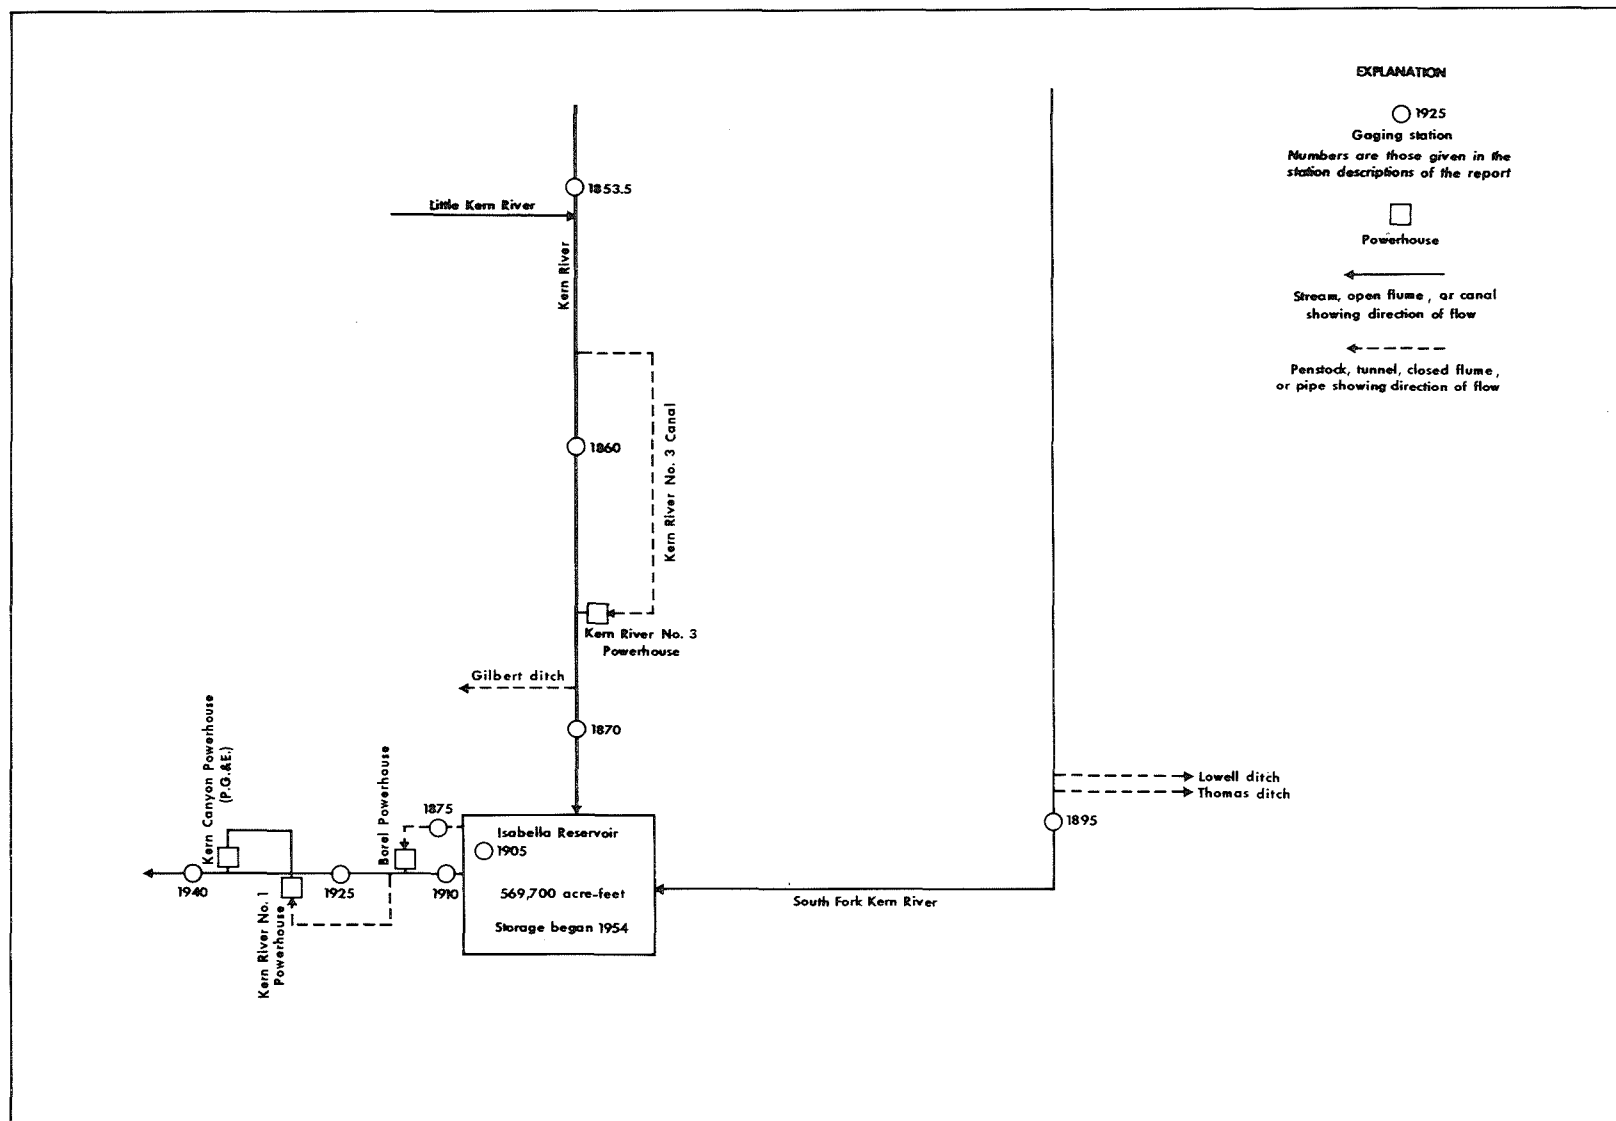 EXPLANATION
1925
Gaging station
Numbers are those given in the
station descriptions of the report
Powerhouse
Stream, open flume, or canal
showing direction of flow
Penstock, tunnel, closed flume,
or pipe showing direction of flow
1853.5
Little Kern River
Kern River
1860
Kern River No. 3 Canal
Kern River No. 3
Powerhouse
Gilbert ditch
1870
Kern Canyon Powerhouse
(P.G.&E.)
Borel Powerhouse
1875
Isabella Reservoir
1905
569,700 acre-feet
Storage began 1954
1940
1925
1910
Kern River No. 1
Powerhouse
South Fork Kern River
Lowell ditch
Thomas ditch
1895